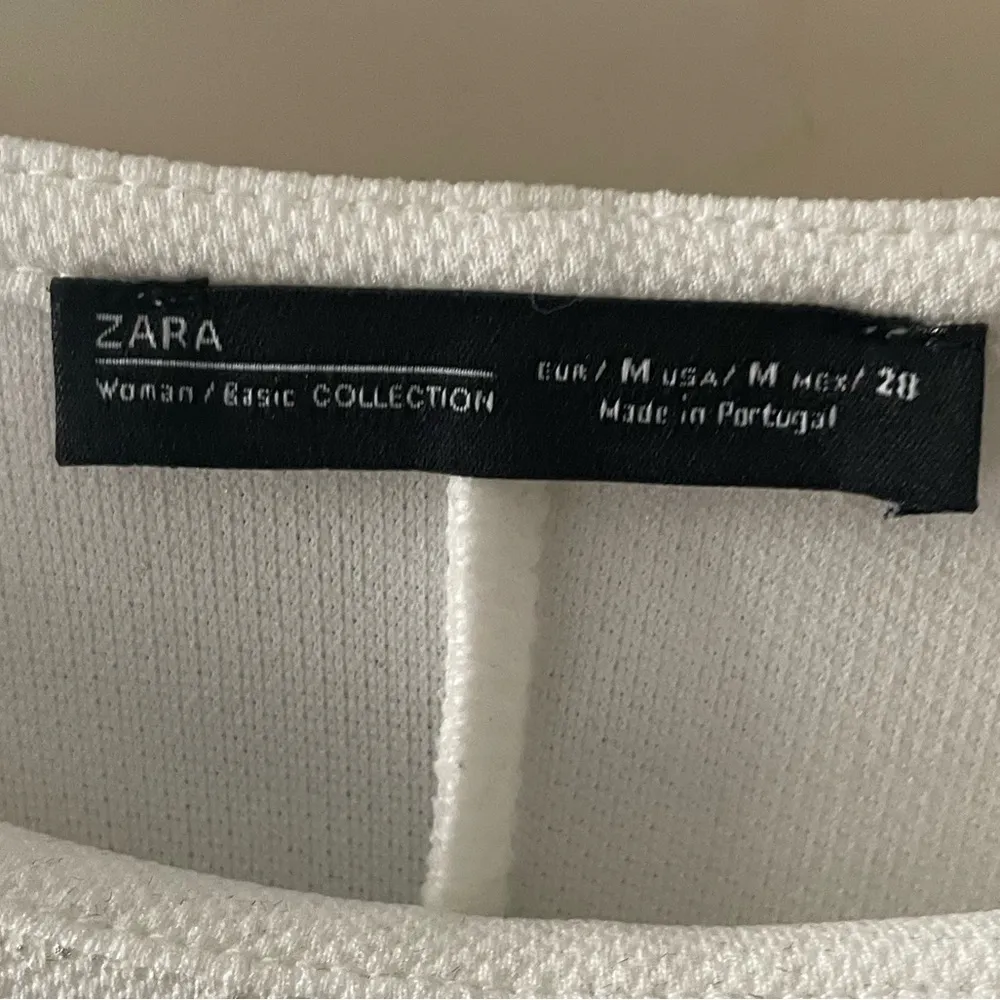 ZARA
Woman / Basic COLLECTION
EUR/ M USA/ M MEX/ 28
Made in Portugal